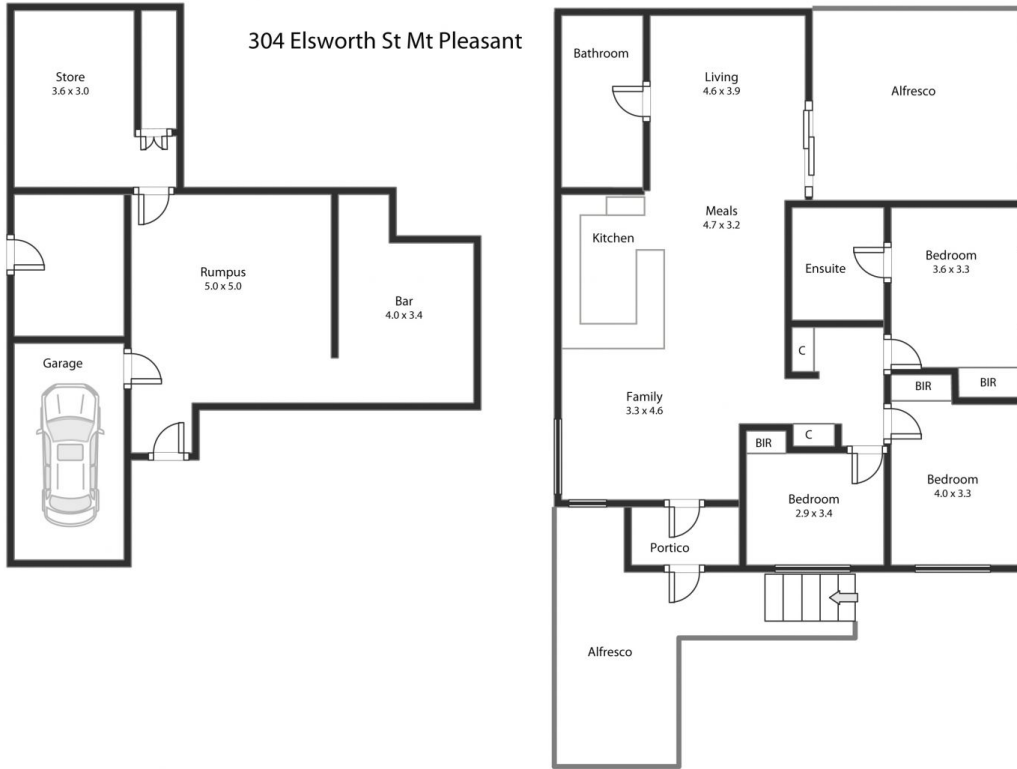 304 Elsworth St Mt Pleasant
Store
3.6 x 3.0
Rumpus
5.0 x 5.0
Bar
4.0 x 3.4
Garage
Bathroom
Living
4.6 x 3.9
Alfresco
Meals
4.7 x 3.2
Kitchen
Ensuite
Bedroom
3.6 x 3.3
C
BIR
BIR
Family
3.3 x 4.6
BIR
C
Bedroom
2.9 x 3.4
Bedroom
4.0 x 3.3
Portico
Alfresco